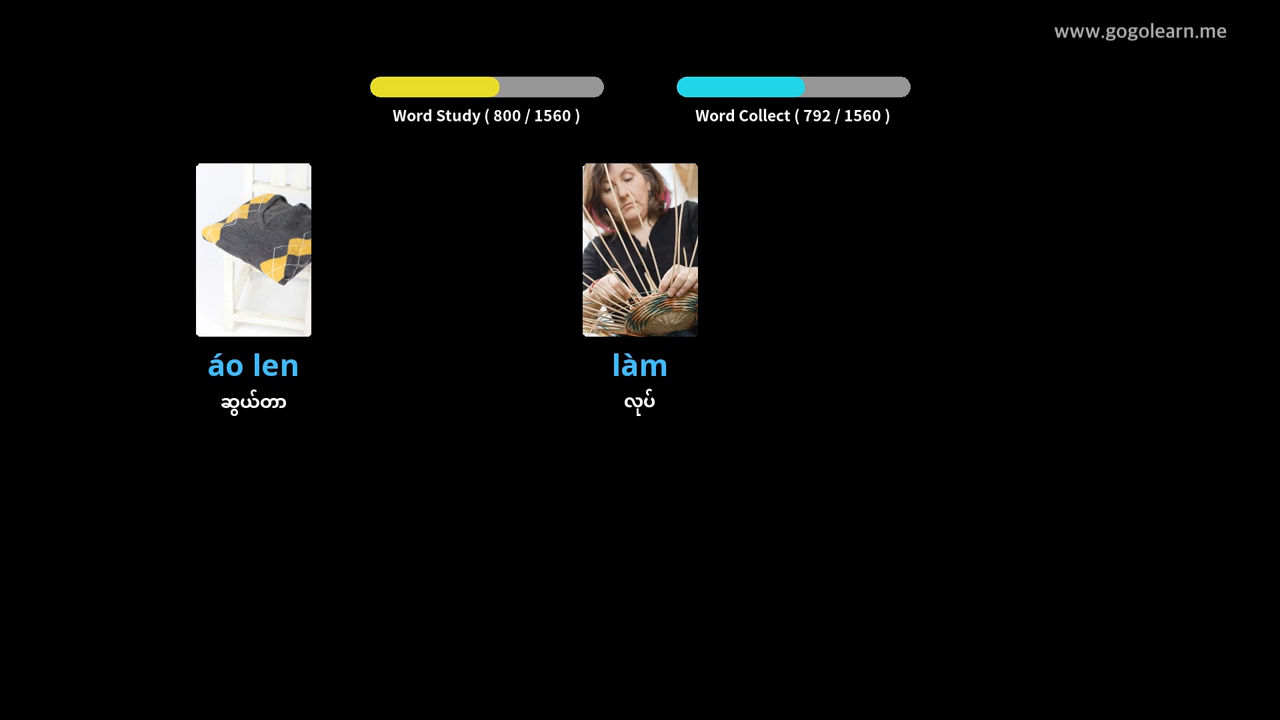 www.gogolearn.me
Word Study ( 800 / 1560 )
Word Collect ( 792 / 1560 )
áo len
ဆွယ်တာ
làm
လုပ်